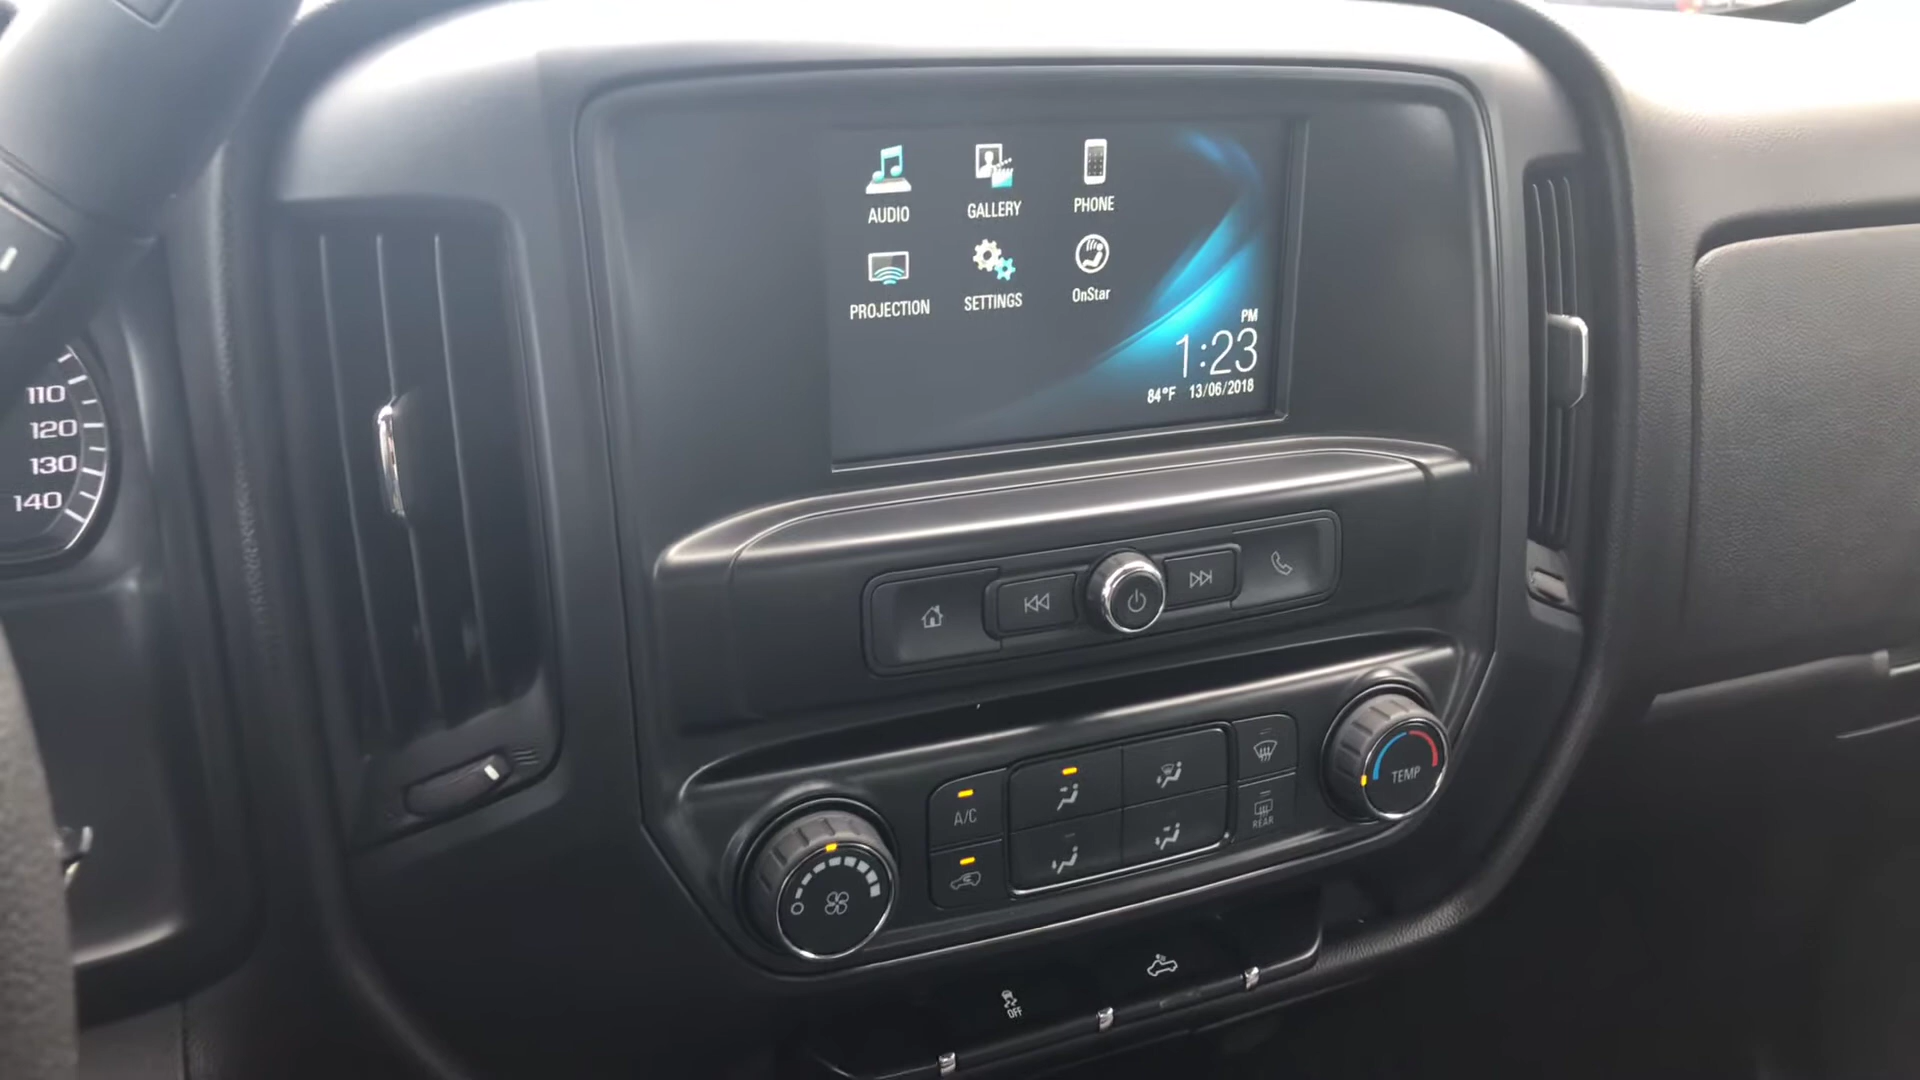 AUDIO
GALLERY
PHONE
PROJECTION
SETTINGS
OnStar
PM
1:23
84°F 13/06/2018
110
120
130
140
A/C
REAR
TEMP
OFF